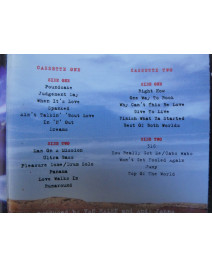 CASSETTE ONE
SIDE ONE
Poundcake
Judgement Day
When It's Love
Spanked
Ain't Talkin' 'Bout Love
In 'N' Out
Dreams
SIDE TWO
Man On A Mission
Ultra Bass
Pleasure Dome/Drum Solo
Panama
Love Walks In
Runaround
CASSETTE TWO
SIDE ONE
Right Now
One Way To Rock
Why Can't This Be Love
Give To Live
Finish What Ya Started
Best Of Both Worlds
SIDE TWO
316
You Really Got Me/Cabo Wabo
Won't Get Fooled Again
Jump
Top Of The World